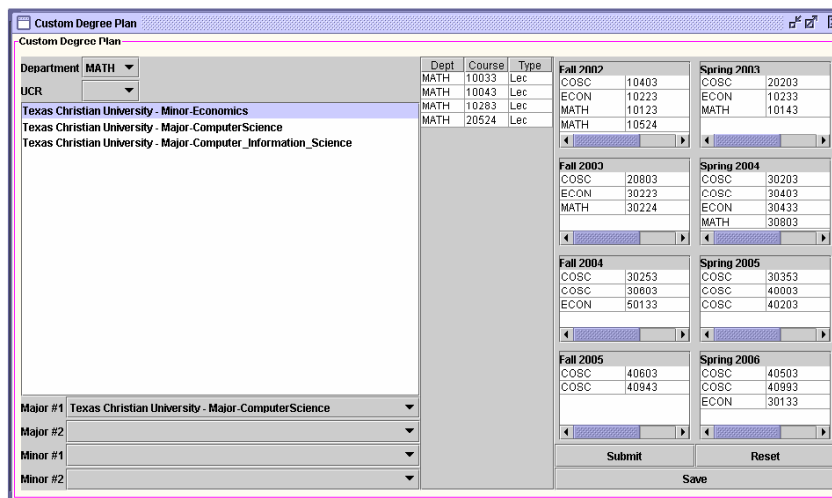 Custom Degree Plan
Custom Degree Plan
Department MATH
UCR
Texas Christian University - Minor-Economics
Texas Christian University - Major-ComputerScience
Texas Christian University - Major-Computer_Information_Science
Major #1 Texas Christian University - Major-ComputerScience
Major #2
Minor #1
Minor #2
Dept Course Type
MATH 10033 Lec
MATH 10043 Lec
MATH 10283 Lec
MATH 20524 Lec
Fall 2002
COSC 10403
ECON 10223
MATH 10123
MATH 10524
Spring 2003
COSC 20203
ECON 10233
MATH 10143
Fall 2003
COSC 20803
ECON 30223
MATH 30224
Spring 2004
COSC 30203
COSC 30403
ECON 30433
MATH 30803
Fall 2004
COSC 30253
COSC 30603
ECON 50133
Spring 2005
COSC 30353
COSC 40003
COSC 40203
Fall 2005
COSC 40603
COSC 40943
Spring 2006
COSC 40503
COSC 40993
ECON 30133
Submit Reset
Save